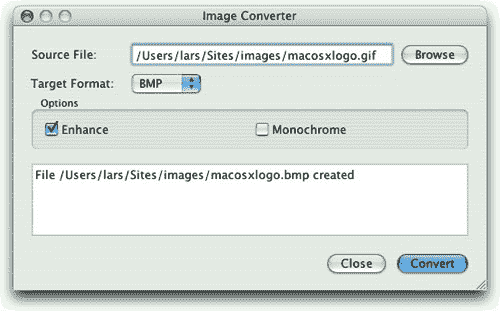 Image Converter
Source File: /Users/lars/Sites/images/macosxlogo.gif Browse
Target Format: BMP
Options
Enhance Monochrome
File /Users/lars/Sites/images/macosxlogo.bmp created
Close Convert